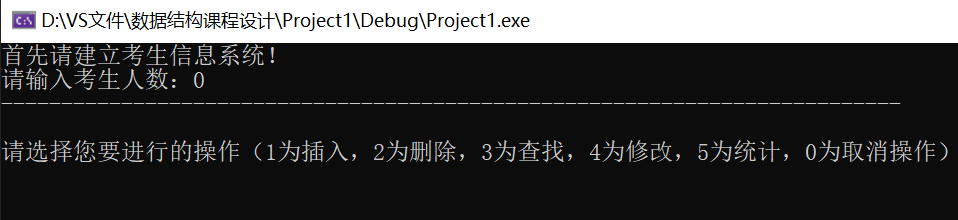 D:\VS文件\数据结构课程设计\Project1\Debug\Project1.exe
首先请建立考生信息系统！
请输入考生人数：0
---------------------------------------------------------------------------
请选择您要进行的操作（1为插入，2为删除，3为查找，4为修改，5为统计，0为取消操作）